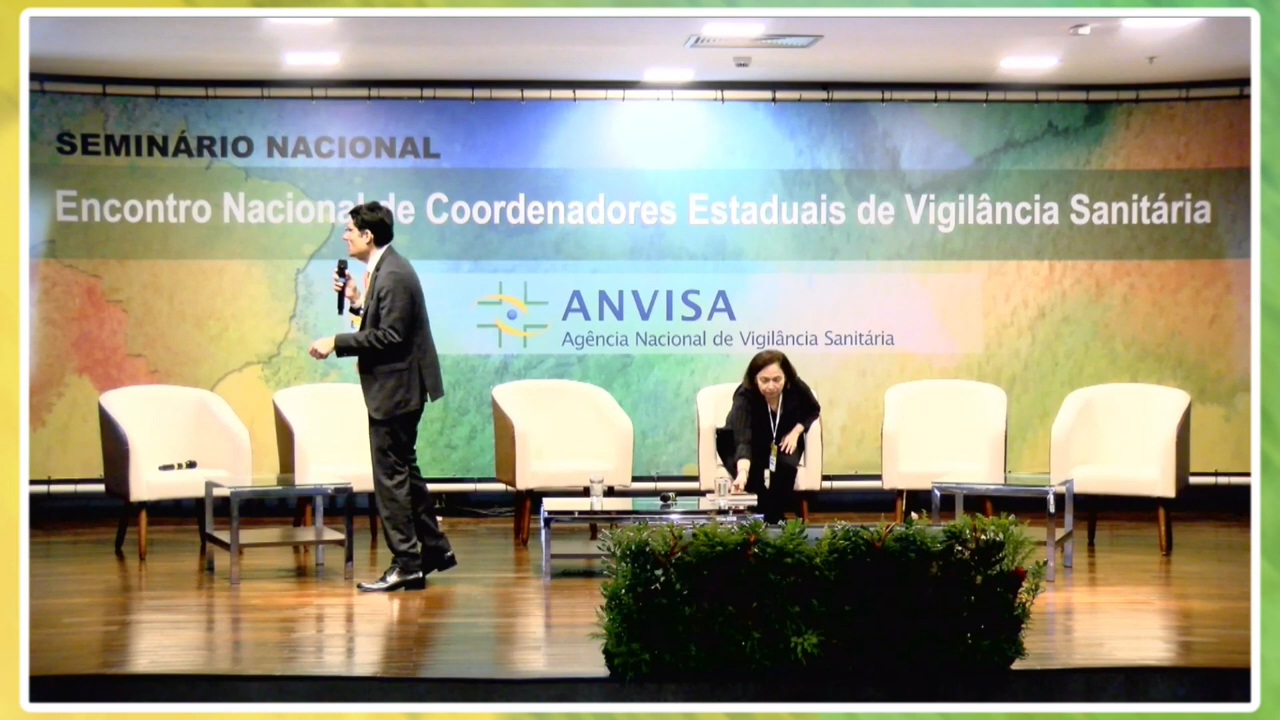 SEMINÁRIO NACIONAL
Encontro Nacional de Coordenadores Estaduais de Vigilância Sanitária
ANVISA
Agência Nacional de Vigilância Sanitária